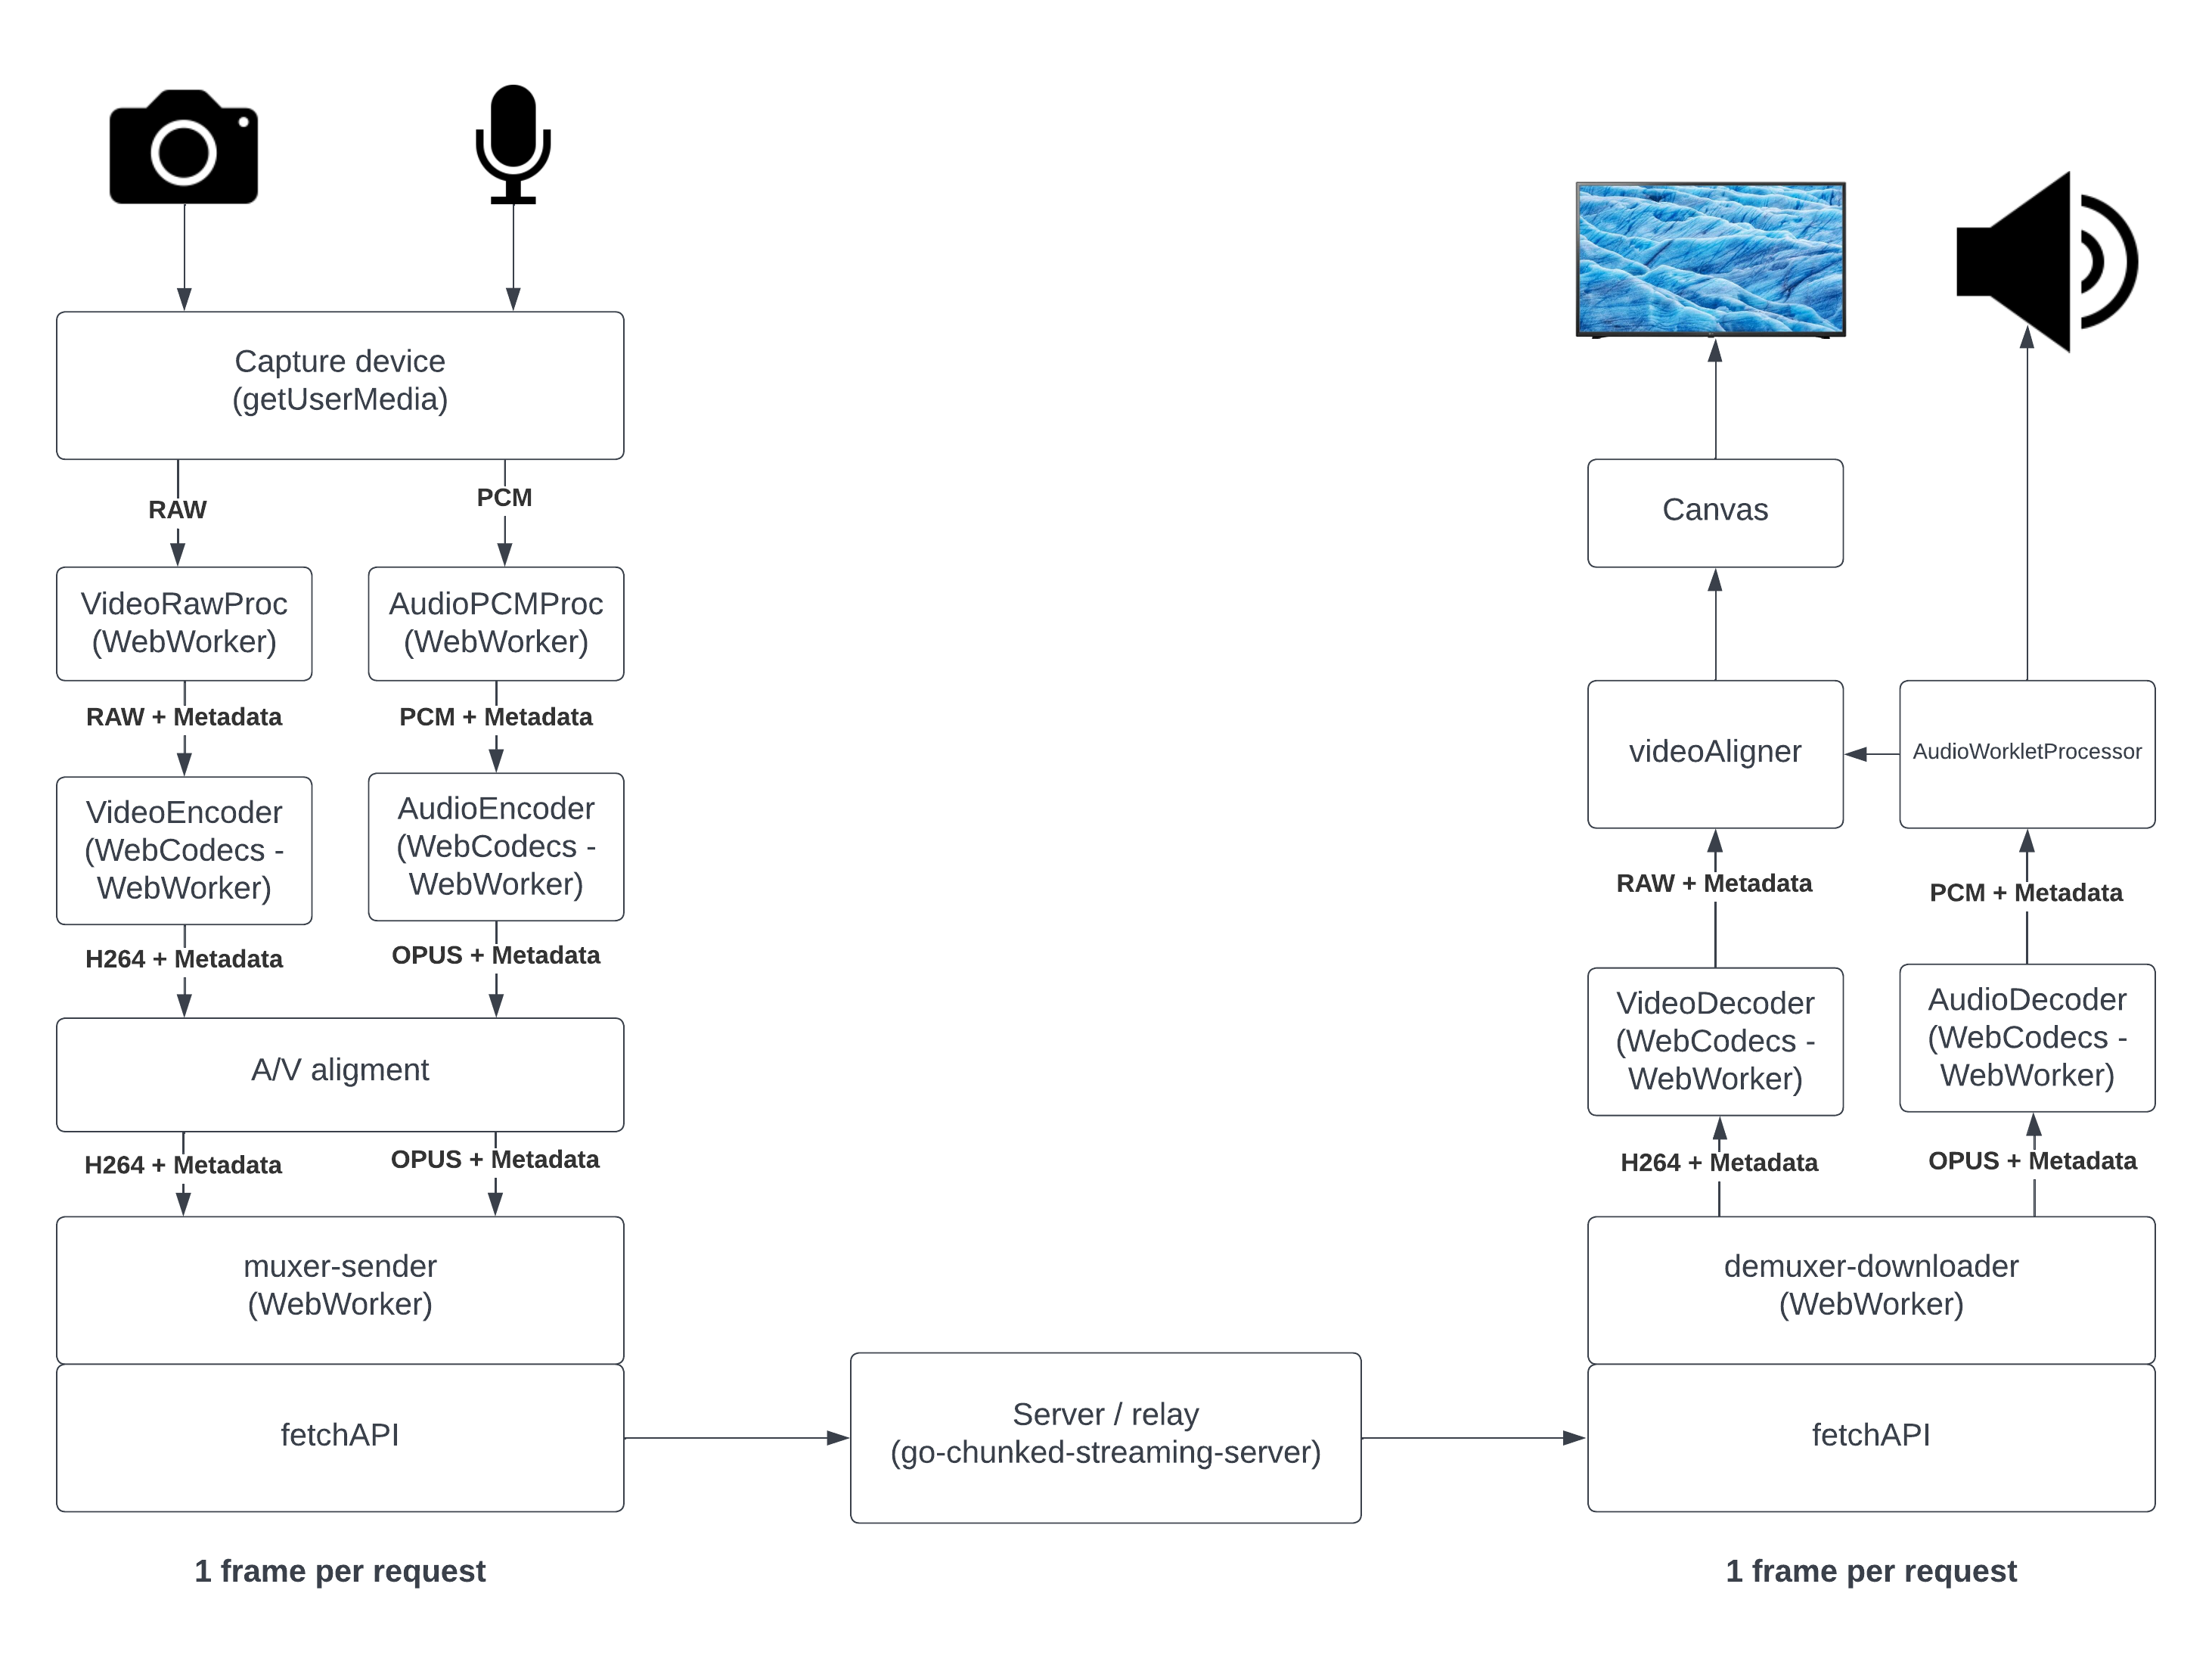 Capture device
(getUserMedia)
RAW
PCM
VideoRawProc
(WebWorker)
AudioPCMProc
(WebWorker)
RAW + Metadata
PCM + Metadata
VideoEncoder
(WebCodecs -
WebWorker)
AudioEncoder
(WebCodecs -
WebWorker)
H264 + Metadata
OPUS + Metadata
A/V aligment
H264 + Metadata
OPUS + Metadata
muxer-sender
(WebWorker)
fetchAPI
1 frame per request
Server / relay
(go-chunked-streaming-server)
Canvas
videoAligner
AudioWorkletProcessor
RAW + Metadata
PCM + Metadata
VideoDecoder
(WebCodecs -
WebWorker)
AudioDecoder
(WebCodecs -
WebWorker)
H264 + Metadata
OPUS + Metadata
demuxer-downloader
(WebWorker)
fetchAPI
1 frame per request